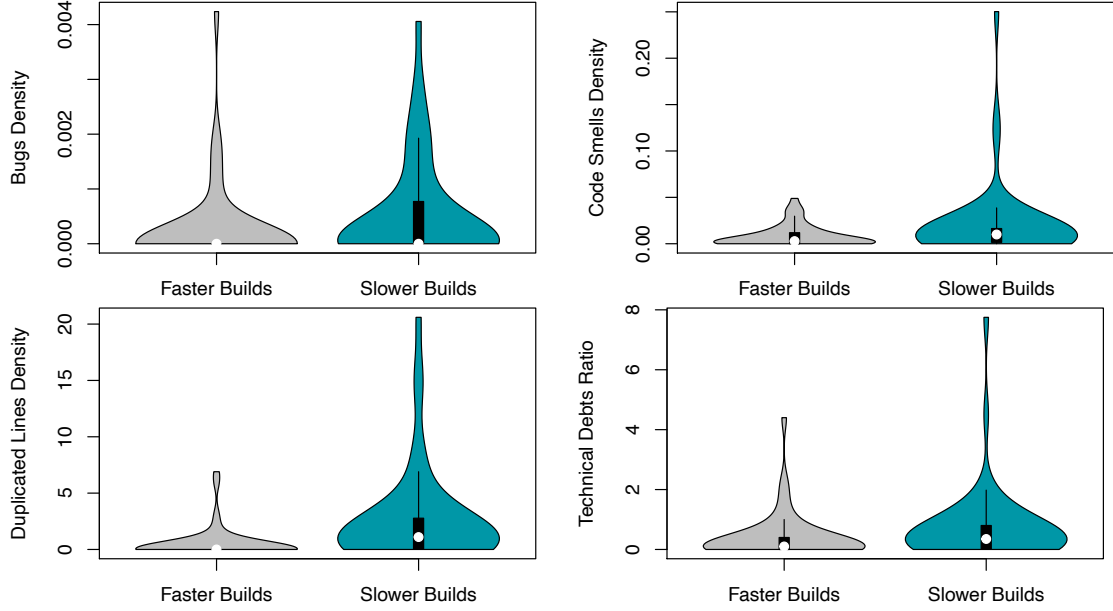 Bugs Density
0.004
0.002
0.000
Faster Builds
Slower Builds
Code Smells Density
0.20
0.10
0.00
Faster Builds
Slower Builds
Duplicated Lines Density
20
15
10
5
0
Faster Builds
Slower Builds
Technical Debts Ratio
8
6
4
2
0
Faster Builds
Slower Builds